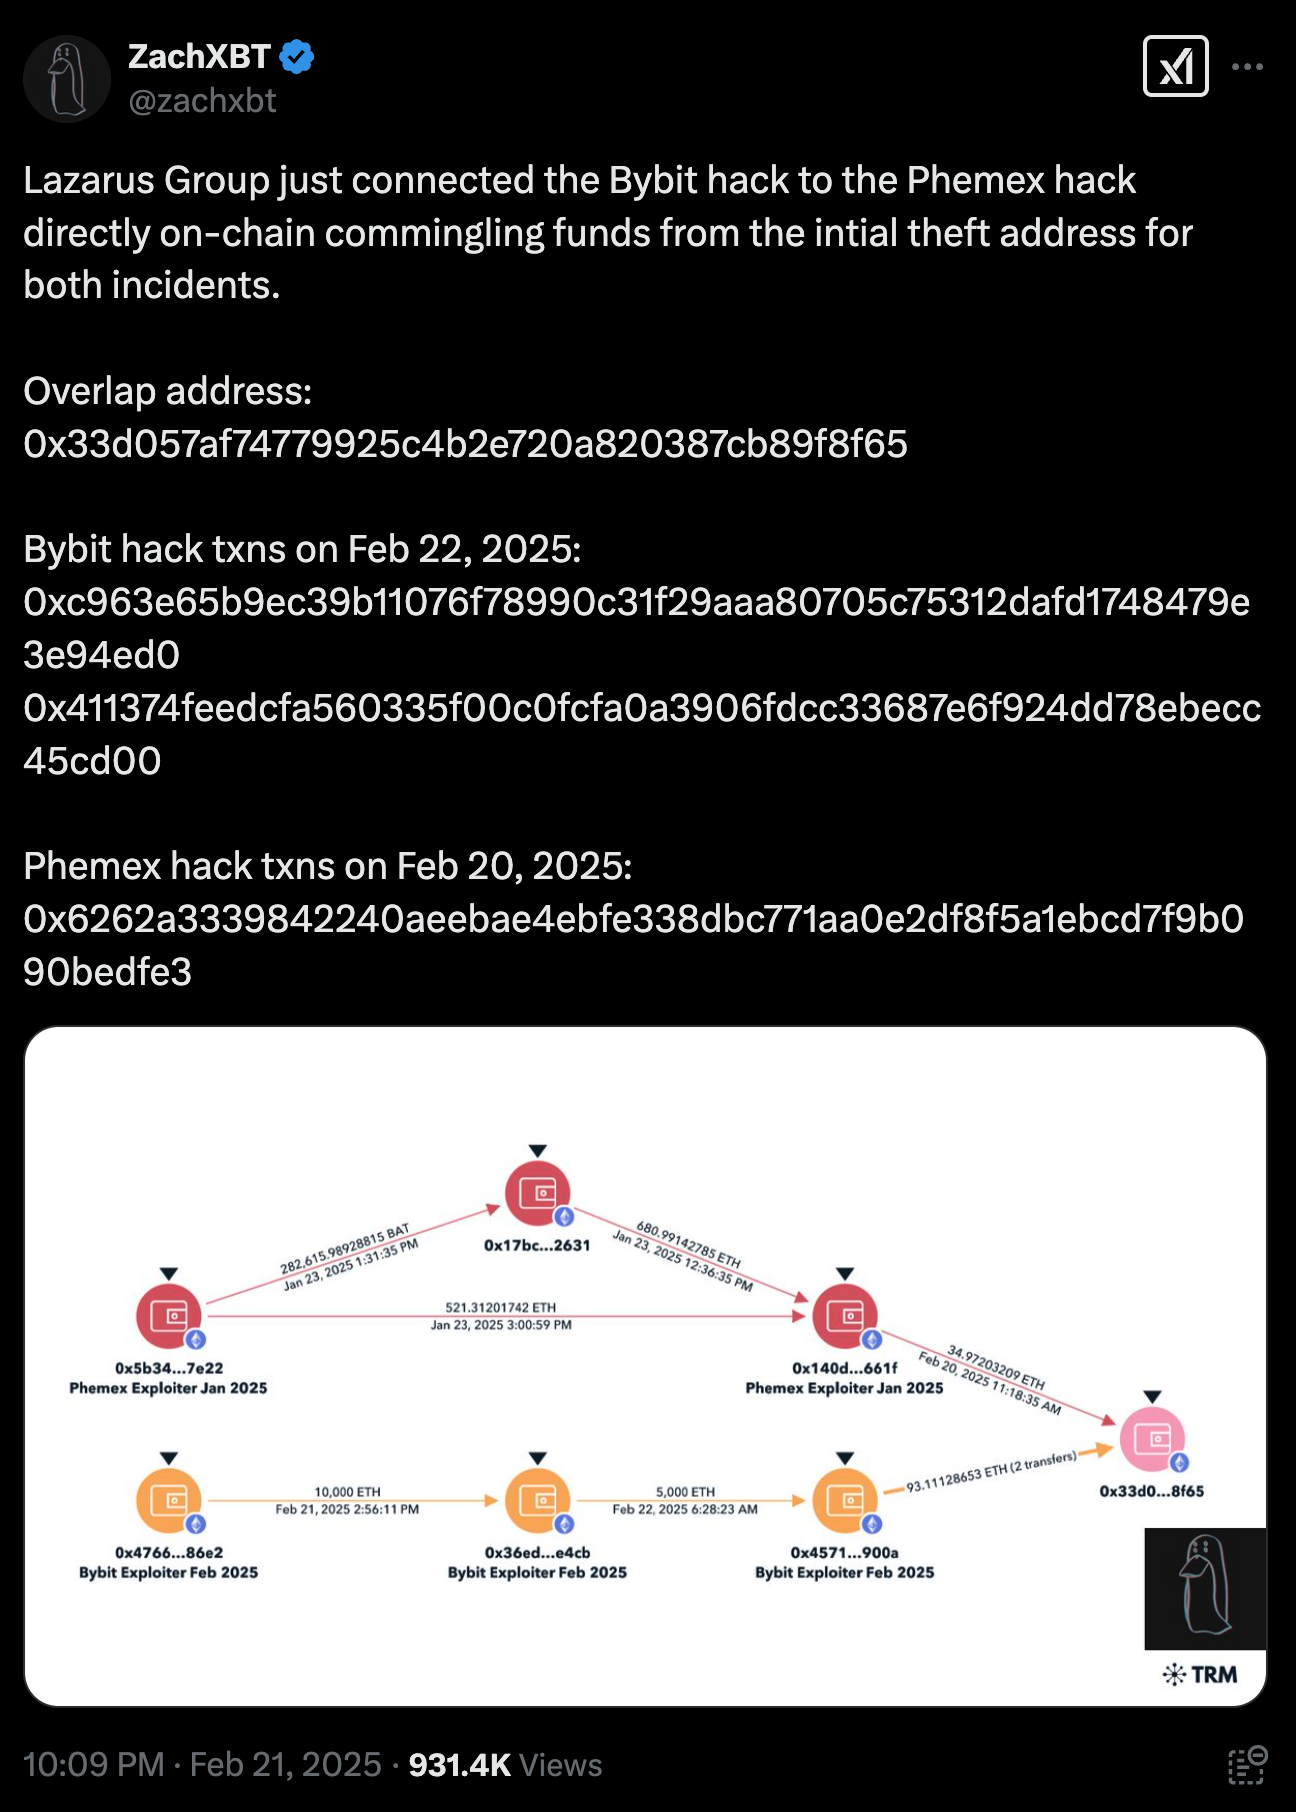 ZachXBT
@zachxbt
Lazarus Group just connected the Bybit hack to the Phemex hack
directly on-chain commingling funds from the intial theft address for
both incidents.
Overlap address:
0x33d057af74779925c4b2e720a820387cb89f8f65
Bybit hack txns on Feb 22, 2025:
0xc963e65b9ec39b11076f78990c31f29aaa80705c75312dafd1748479e
3e94ed0
0x411374feedcfa560335f00c0fcfa0a3906fdcc33687e6f924dd78ebecc
45cd00
Phemex hack txns on Feb 20, 2025:
0x6262a3339842240aeebae4ebfe338dbc771aa0e2df8f5a1ebcd7f9b0
90bedfe3
282,615.98928815 BAT
Jan 23, 2025 1:31:35 PM
0x17bc...2631
680.99142785 ETH
Jan 23, 2025 12:36:35 PM
521.31201742 ETH
Jan 23, 2025 3:00:59 PM
0x5b34...7e22
Phemex Exploiter Jan 2025
0x140d...661f
Phemex Exploiter Jan 2025
34.97203209 ETH
Feb 20, 2025 11:18:35 AM
10,000 ETH
Feb 21, 2025 2:56:11 PM
5,000 ETH
Feb 22, 2025 6:28:23 AM
93.11128653 ETH (2 transfers)
0x33d0...8f65
0x4766...86e2
Bybit Exploiter Feb 2025
0x36ed...e4cb
Bybit Exploiter Feb 2025
0x4571...900a
Bybit Exploiter Feb 2025
TRM
10:09 PM · Feb 21, 2025 · 931.4K Views